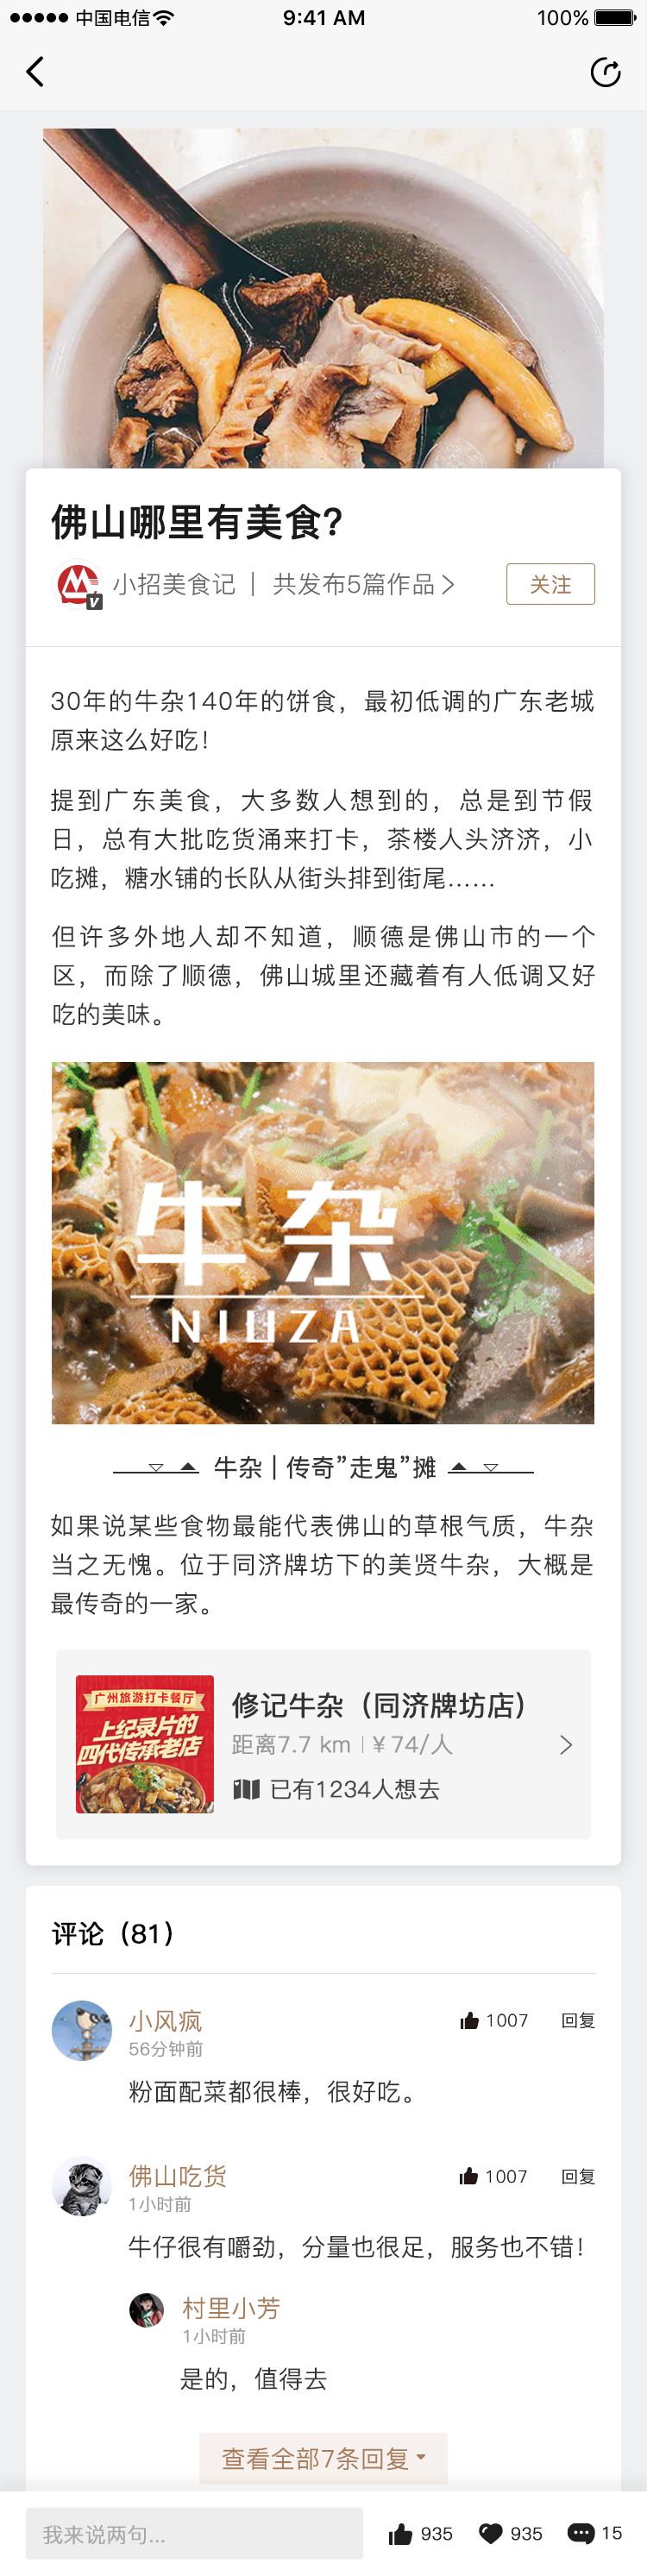 中国电信
9:41 AM
100%
佛山哪里有美食?
小招美食记 | 共发布5篇作品
关注
30年的牛杂140年的饼食，最初低调的广东老城
原来这么好吃！
提到广东美食，大多数人想到的，总是到节假
日，总有大批吃货涌来打卡，茶楼人头济济，小
吃摊，糖水铺的长队从街头排到街尾……
但许多外地人却不知道，顺德是佛山市的一个
区，而除了顺德，佛山城里还藏着有人低调又好
吃的美味。
牛杂
NIUZA
牛杂 | 传奇”走鬼”摊
如果说某些食物最能代表佛山的草根气质，牛杂
当之无愧。位于同济牌坊下的美贤牛杂，大概是
最传奇的一家。
广州旅游打卡餐厅
上纪录片的
四代传承老店
修记牛杂（同济牌坊店）
距离7.7 km | ¥74/人
已有1234人想去
评论（81）
小风疯
1007
回复
56分钟前
粉面配菜都很棒，很好吃。
佛山吃货
1007
回复
1小时前
牛仔很有嚼劲，分量也很足，服务也不错！
村里小芳
1小时前
是的，值得去
查看全部7条回复
我来说两句...
935
935
15